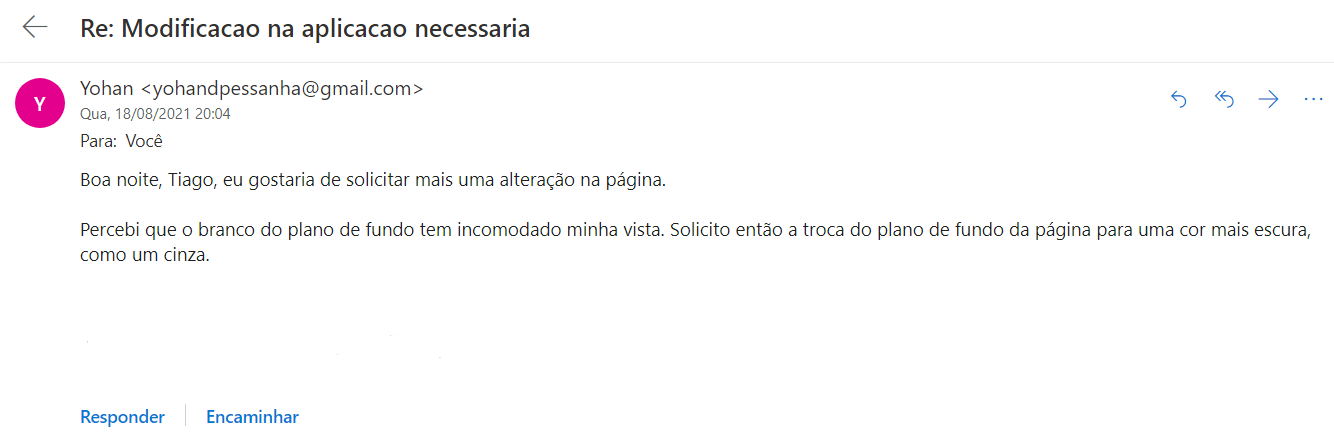 Re: Modificacao na aplicacao necessaria
Y
Yohan <yohandpessanha@gmail.com>
Qua, 18/08/2021 20:04
Para: Você
Boa noite, Tiago, eu gostaria de solicitar mais uma alteração na página.
Percebi que o branco do plano de fundo tem incomodado minha vista. Solicito então a troca do plano de fundo da página para uma cor mais escura,
como um cinza.
Responder
Encaminhar